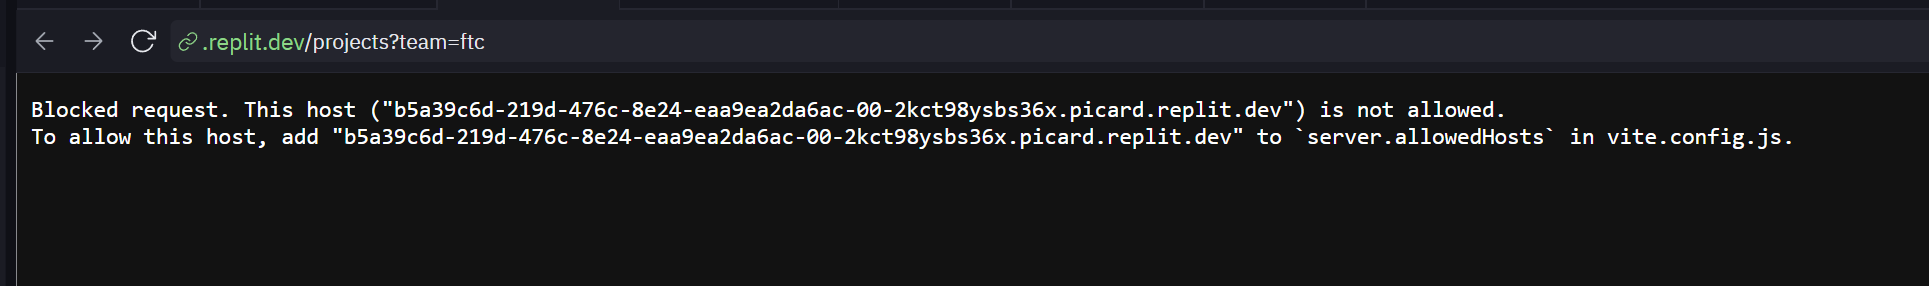 .replit.dev/projects?team=ftc
Blocked request. This host ("b5a39c6d-219d-476c-8e24-eaa9ea2da6ac-00-2kct98ysbs36x.picard.replit.dev") is not allowed.
To allow this host, add "b5a39c6d-219d-476c-8e24-eaa9ea2da6ac-00-2kct98ysbs36x.picard.replit.dev" to `server.allowedHosts` in vite.config.js.